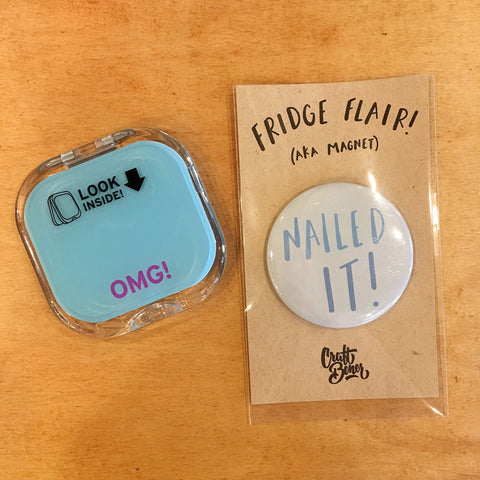 LOOK
INSIDE!
OMG!
FRIDGE FLAIR!
(AKA MAGNET)
NAILED
IT!
Craft
Boner